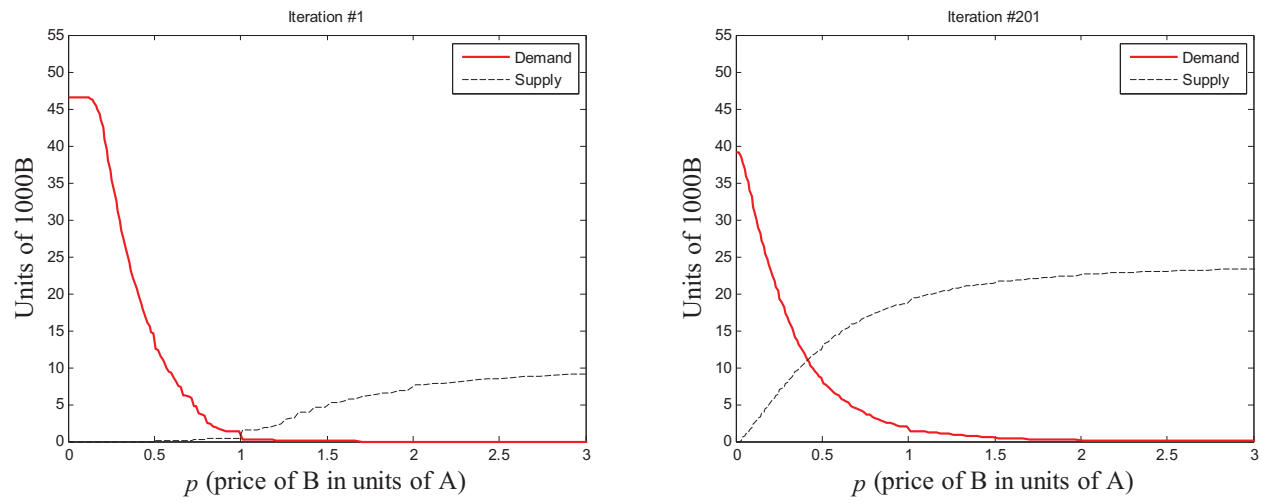 Iteration #1
55
50
45
40
35
30
25
20
15
10
5
0
Units of 1000B
Demand
Supply
0 0.5 1 1.5 2 2.5 3
p (price of B in units of A)
Iteration #201
55
50
45
40
35
30
25
20
15
10
5
0
Units of 1000B
Demand
Supply
0 0.5 1 1.5 2 2.5 3
p (price of B in units of A)